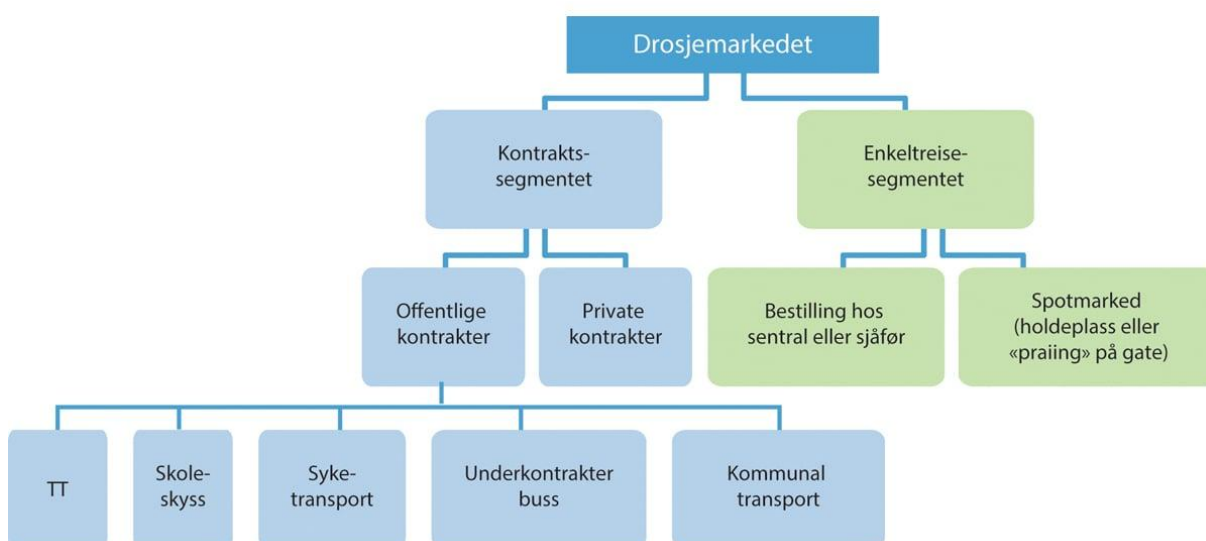 Drosjemarkedet
Kontrakts-
segmentet
Enkeltreise-
segmentet
Offentlige
kontrakter
Private
kontrakter
Bestilling hos
sentral eller sjåfør
Spotmarked
(holdeplass eller
«praiing» på gate)
TT
Skole-
skyss
Syke-
transport
Underkontrakter
buss
Kommunal
transport